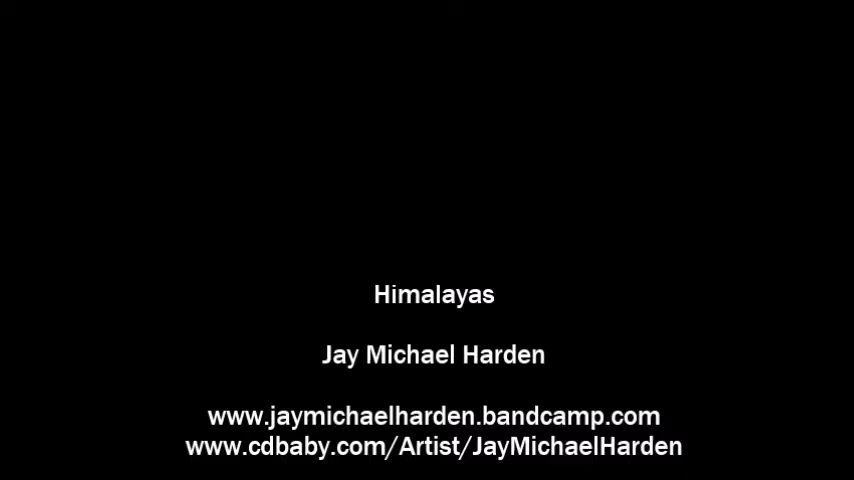 Himalayas
Jay Michael Harden
www.jaymichaelharden.bandcamp.com
www.cdbaby.com/Artist/JayMichaelHarden